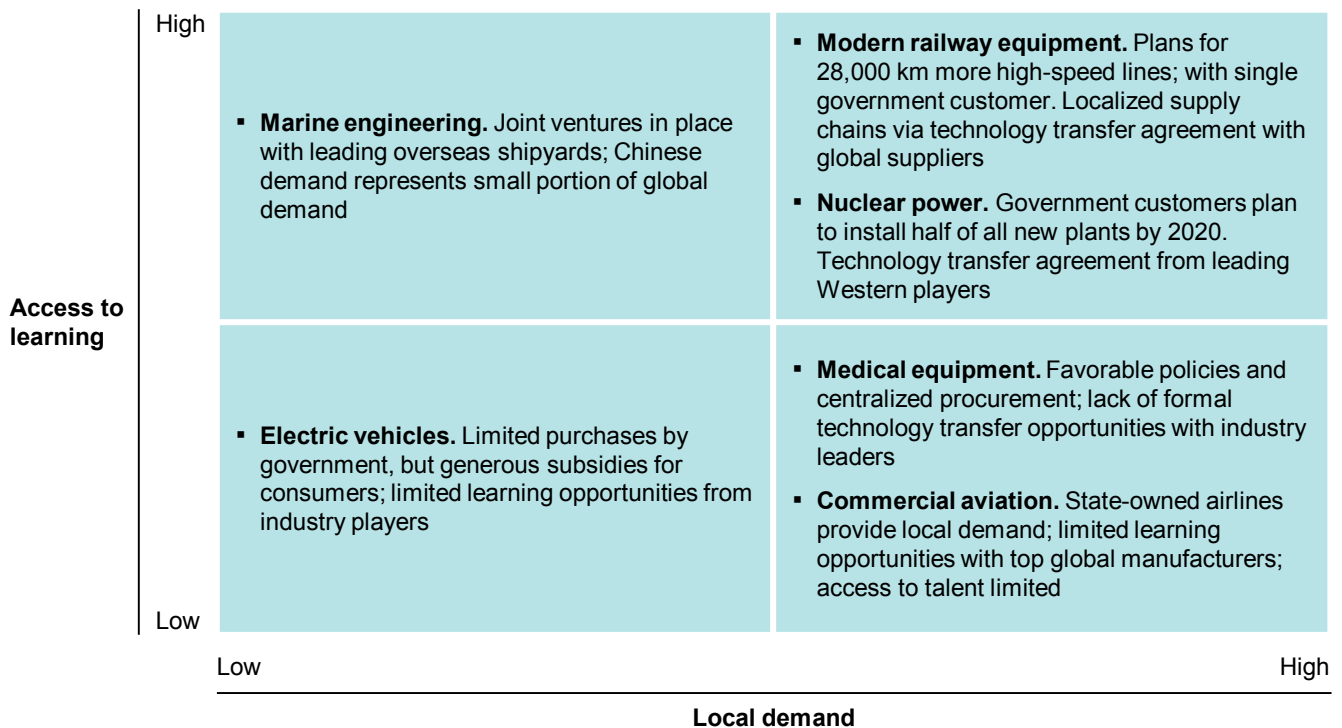 High
▪ Marine engineering. Joint ventures in place
with leading overseas shipyards; Chinese
demand represents small portion of global
demand
▪ Modern railway equipment. Plans for
28,000 km more high-speed lines; with single
government customer. Localized supply
chains via technology transfer agreement with
global suppliers
▪ Nuclear power. Government customers plan
to install half of all new plants by 2020.
Technology transfer agreement from leading
Western players
Access to
learning
▪ Electric vehicles. Limited purchases by
government, but generous subsidies for
consumers; limited learning opportunities from
industry players
▪ Medical equipment. Favorable policies and
centralized procurement; lack of formal
technology transfer opportunities with industry
leaders
▪ Commercial aviation. State-owned airlines
provide local demand; limited learning
opportunities with top global manufacturers;
access to talent limited
Low
Low
High
Local demand